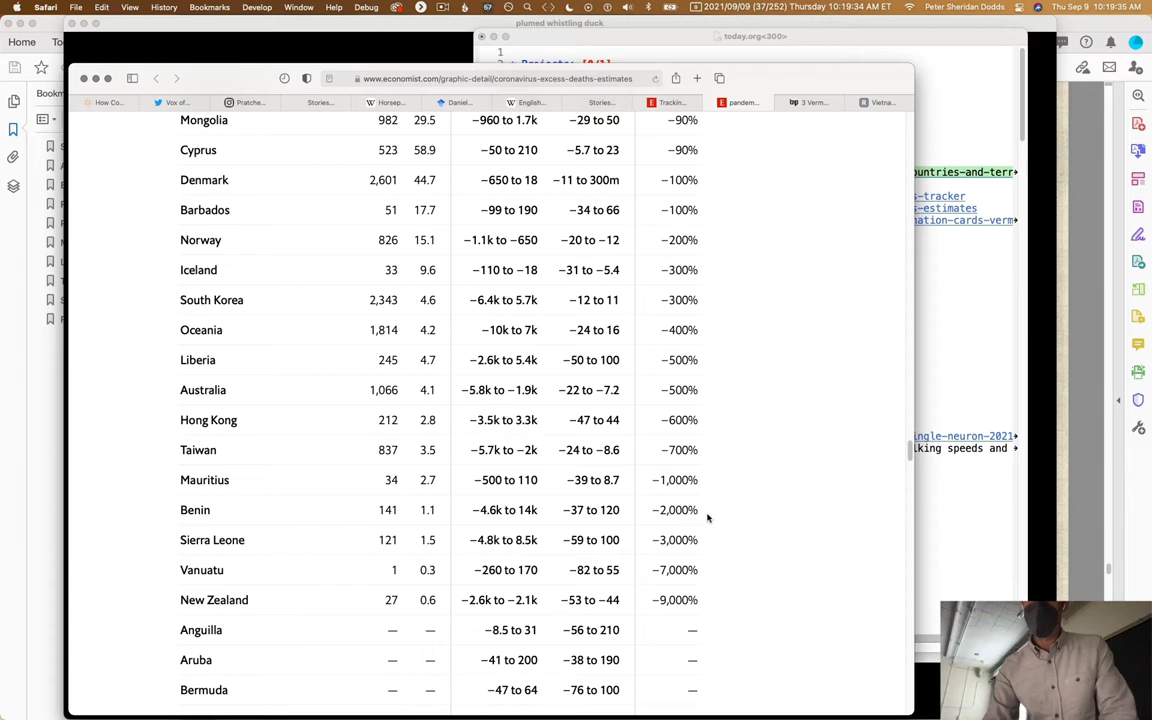 Safari File Edit View History Bookmarks Develop Window Help Debug 2021/09/09 (37/252) Thursday 10:19:34 AM ET Peter Sheridan Dodds Thu Sep 9 10:19:35 AM
plumed whistling duck
Home
today.org<300>
1
www.economist.com/graphic-detail/coronavirus-excess-deaths-estimates
Bookm
How Co... Vox of... Pratche... Stories... Horsep... Daniel... English... Stories... Trackin... pandem... 3 Verm... Vietna...
Mongolia 982 29.5 −960 to 1.7k −29 to 50 −90%
Cyprus 523 58.9 −50 to 210 −5.7 to 23 −90%
Denmark 2,601 44.7 −650 to 18 −11 to 300m −100%
Barbados 51 17.7 −99 to 190 −34 to 66 −100%
Norway 826 15.1 −1.1k to −650 −20 to −12 −200%
Iceland 33 9.6 −110 to −18 −31 to −5.4 −300%
South Korea 2,343 4.6 −6.4k to 5.7k −12 to 11 −300%
Oceania 1,814 4.2 −10k to 7k −24 to 16 −400%
Liberia 245 4.7 −2.6k to 5.4k −50 to 100 −500%
Australia 1,066 4.1 −5.8k to −1.9k −22 to −7.2 −500%
Hong Kong 212 2.8 −3.5k to 3.3k −47 to 44 −600%
Taiwan 837 3.5 −5.7k to −2k −24 to −8.6 −700%
Mauritius 34 2.7 −500 to 110 −39 to 8.7 −1,000%
Benin 141 1.1 −4.6k to 14k −37 to 120 −2,000%
Sierra Leone 121 1.5 −4.8k to 8.5k −59 to 100 −3,000%
Vanuatu 1 0.3 −260 to 170 −82 to 55 −7,000%
New Zealand 27 0.6 −2.6k to −2.1k −53 to −44 −9,000%
Anguilla — — −8.5 to 31 −56 to 210 —
Aruba — — −41 to 200 −38 to 190 —
Bermuda — — −47 to 64 −76 to 100 —
ountries-and-terr
s-tracker
s-estimates
nation-cards-verm
ingle-neuron-2021
lking speeds and